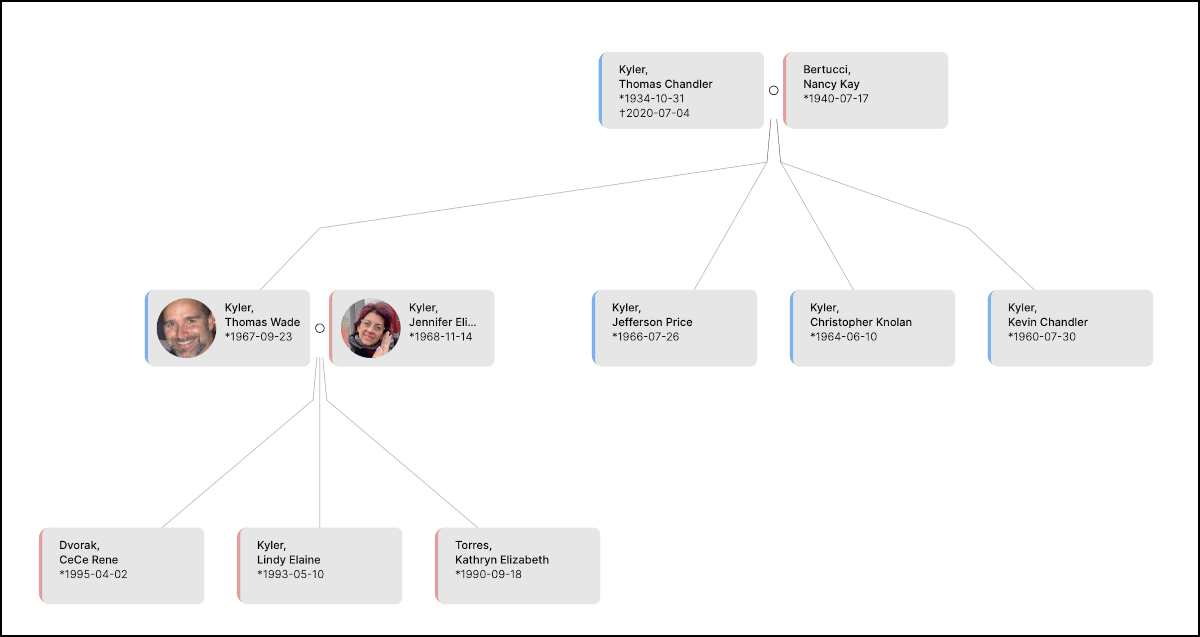 Kyler,
Thomas Chandler
*1934-10-31
†2020-07-04
Bertucci,
Nancy Kay
*1940-07-17
Kyler,
Thomas Wade
*1967-09-23
Kyler,
Jennifer Eli...
*1968-11-14
Kyler,
Jefferson Price
*1966-07-26
Kyler,
Christopher Knolan
*1964-06-10
Kyler,
Kevin Chandler
*1960-07-30
Dvorak,
CeCe Rene
*1995-04-02
Kyler,
Lindy Elaine
*1993-05-10
Torres,
Kathryn Elizabeth
*1990-09-18